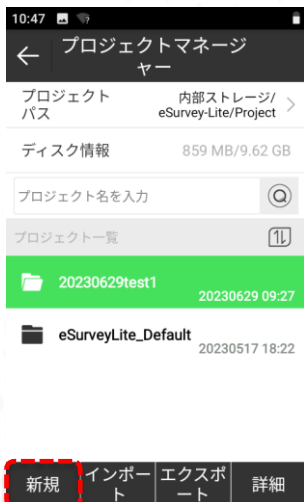 10:47
プロジェクトマネージ
ャー
プロジェクト
パス
内部ストレージ/
eSurvey-Lite/Project
ディスク情報
859 MB/9.62 GB
プロジェクト名を入力
プロジェクト一覧
20230629test1
20230629 09:27
eSurveyLite_Default
20230517 18:22
新規
インポー
ト
エクスポ
ート
詳細